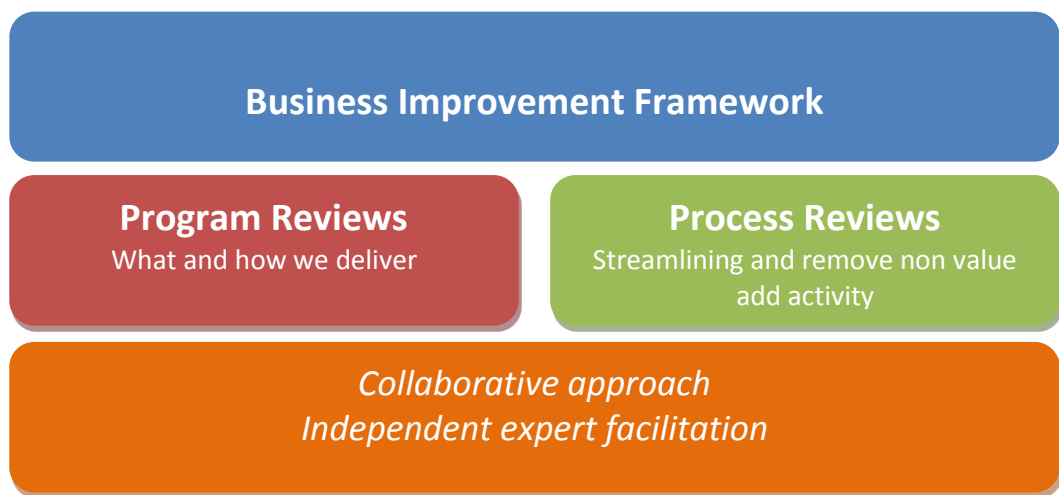 Business Improvement Framework
Program Reviews
What and how we deliver
Process Reviews
Streamlining and remove non value
add activity
Collaborative approach
Independent expert facilitation